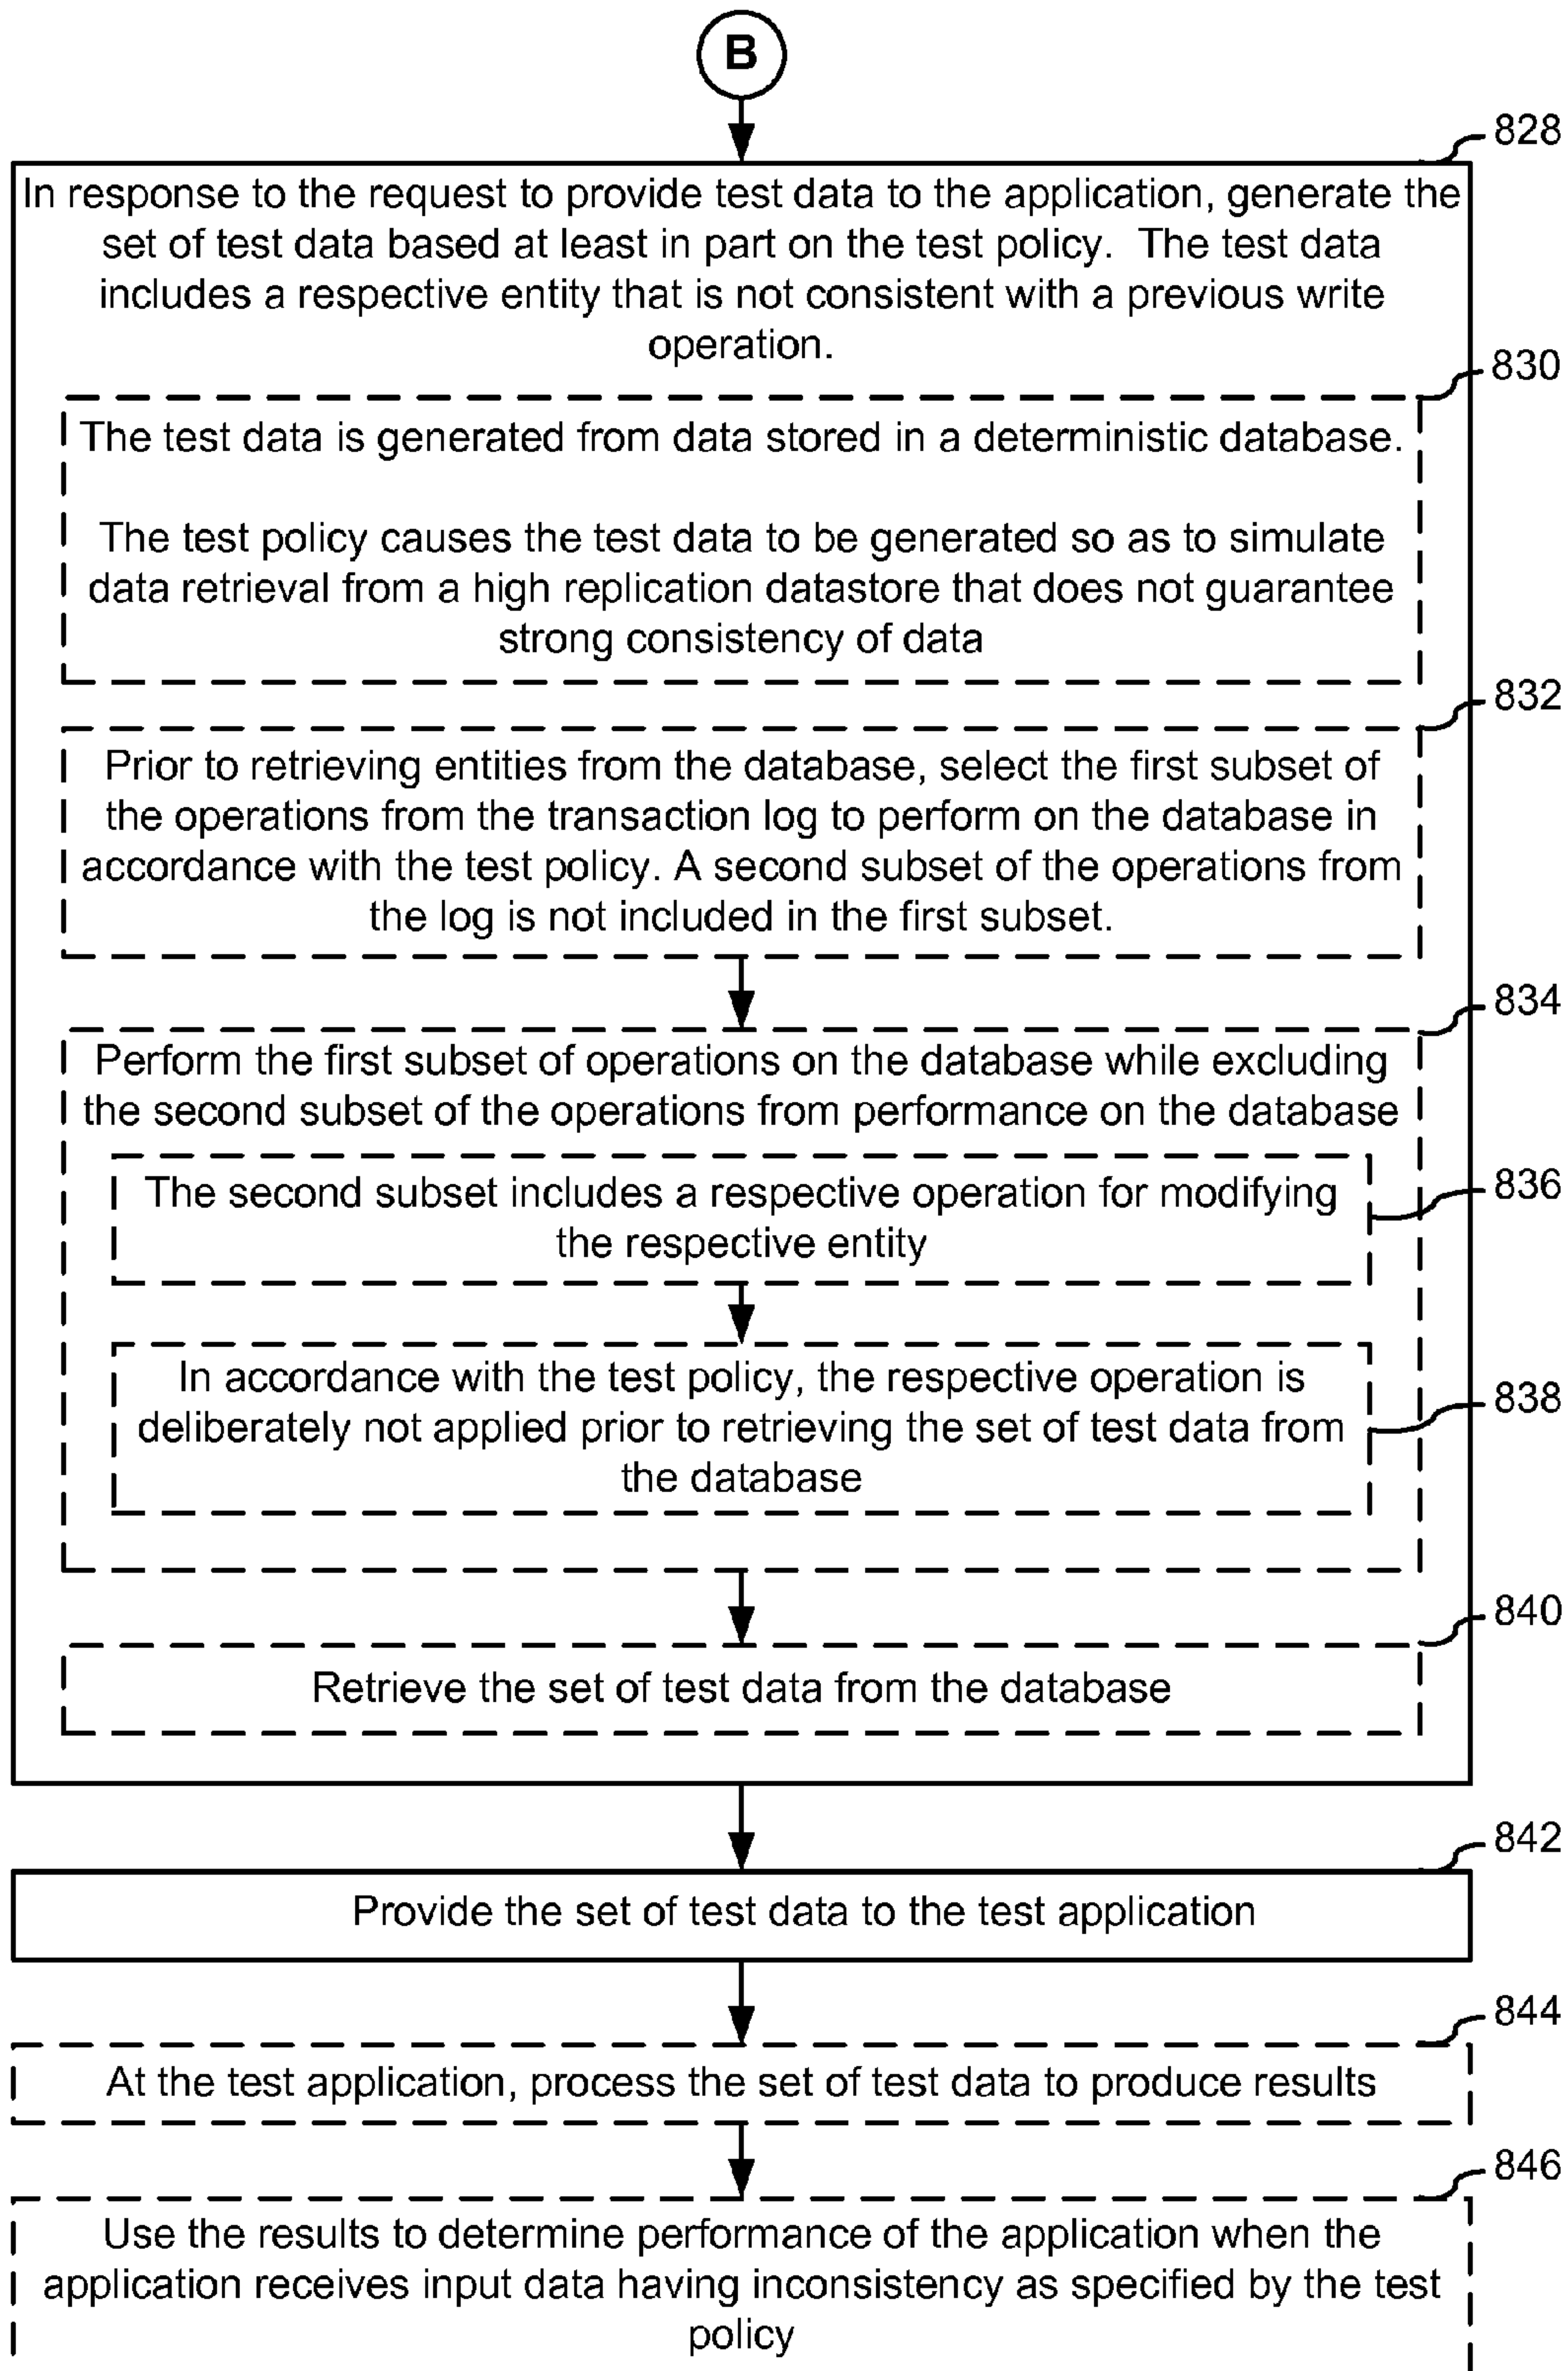 B
828
In response to the request to provide test data to the application, generate the
set of test data based at least in part on the test policy. The test data
includes a respective entity that is not consistent with a previous write
operation.
830
The test data is generated from data stored in a deterministic database.
The test policy causes the test data to be generated so as to simulate
data retrieval from a high replication datastore that does not guarantee
strong consistency of data
832
Prior to retrieving entities from the database, select the first subset of
the operations from the transaction log to perform on the database in
accordance with the test policy. A second subset of the operations from
the log is not included in the first subset.
834
Perform the first subset of operations on the database while excluding
the second subset of the operations from performance on the database
836
The second subset includes a respective operation for modifying
the respective entity
838
In accordance with the test policy, the respective operation is
deliberately not applied prior to retrieving the set of test data from
the database
840
Retrieve the set of test data from the database
842
Provide the set of test data to the test application
844
At the test application, process the set of test data to produce results
846
Use the results to determine performance of the application when the
application receives input data having inconsistency as specified by the test
policy